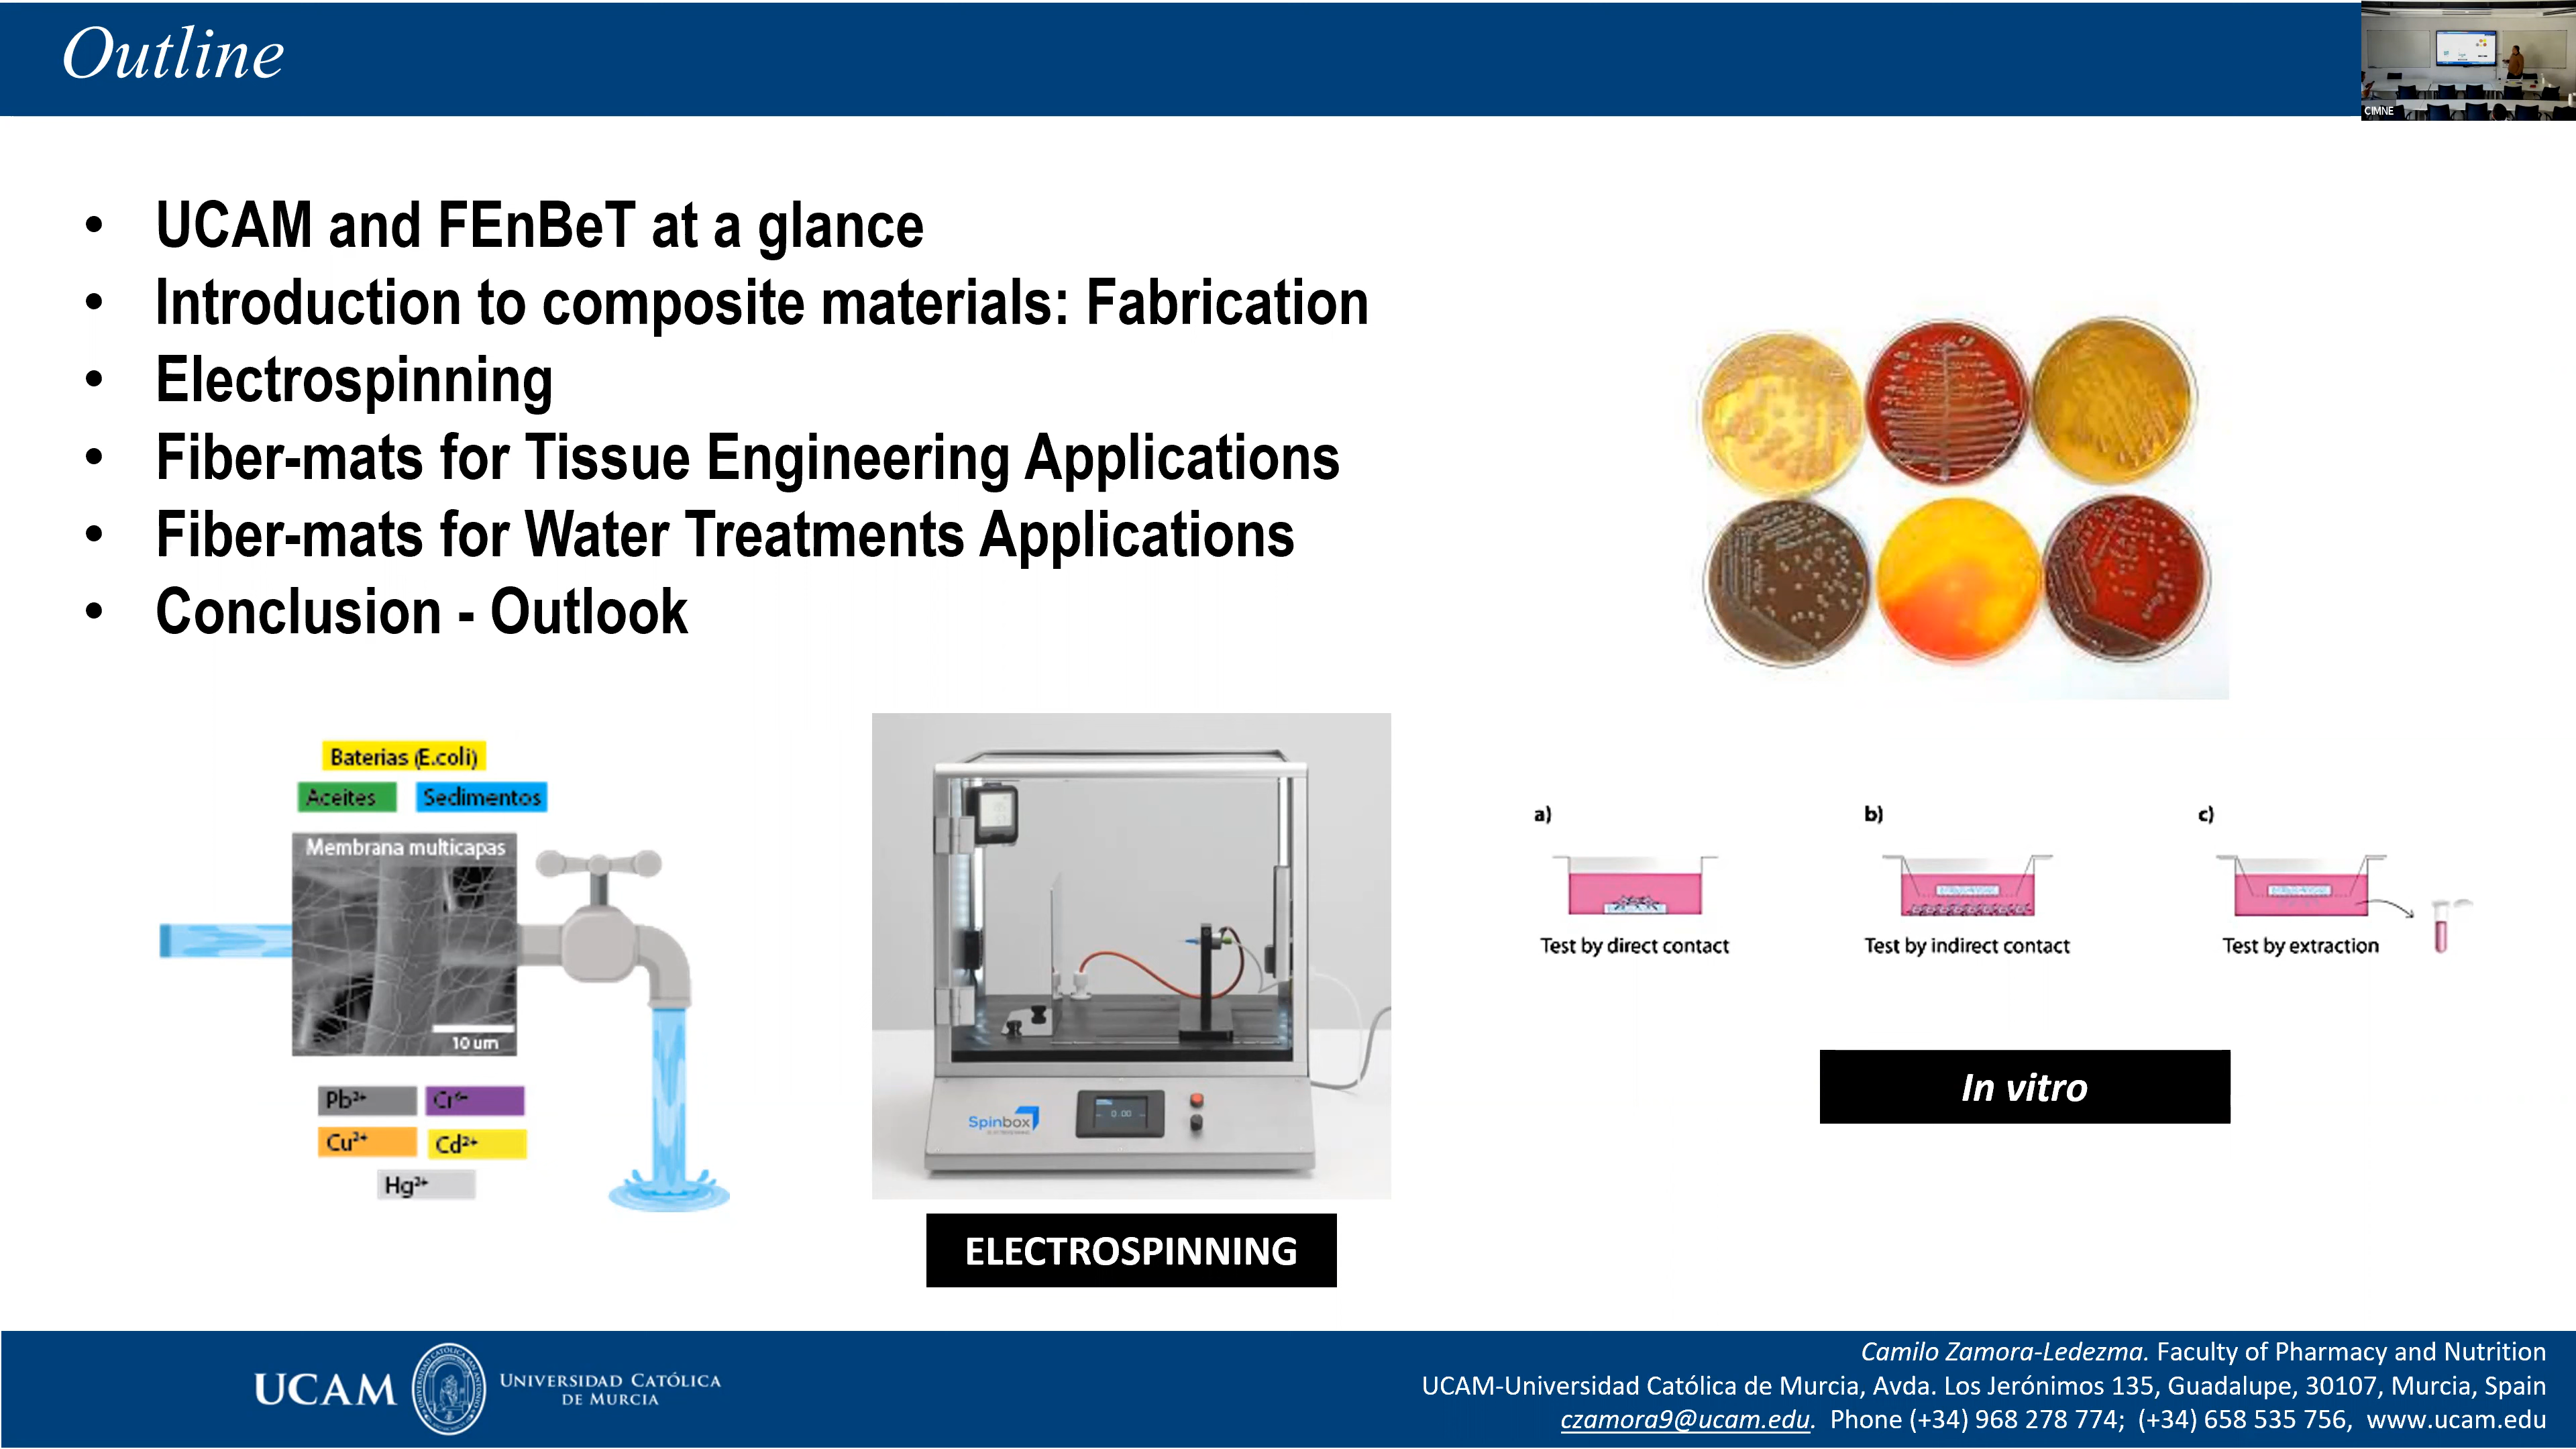 Outline
CIMNE
• UCAM and FEnBeT at a glance
• Introduction to composite materials: Fabrication
• Electrospinning
• Fiber-mats for Tissue Engineering Applications
• Fiber-mats for Water Treatments Applications
• Conclusion - Outlook
Baterias (E.coli)
Aceites Sedimentos
Membrana multicapas
10 um
Pb²⁺ Cr⁶⁺
Cu²⁺ Cd²⁺
Hg²⁺
Spinbox
0.00
ELECTROSPINNING
a) b) c)
Test by direct contact Test by indirect contact Test by extraction
In vitro
UCAM UNIVERSIDAD CATÓLICA
DE MURCIA
Camilo Zamora-Ledezma. Faculty of Pharmacy and Nutrition
UCAM-Universidad Católica de Murcia, Avda. Los Jerónimos 135, Guadalupe, 30107, Murcia, Spain
czamora9@ucam.edu. Phone (+34) 968 278 774; (+34) 658 535 756, www.ucam.edu